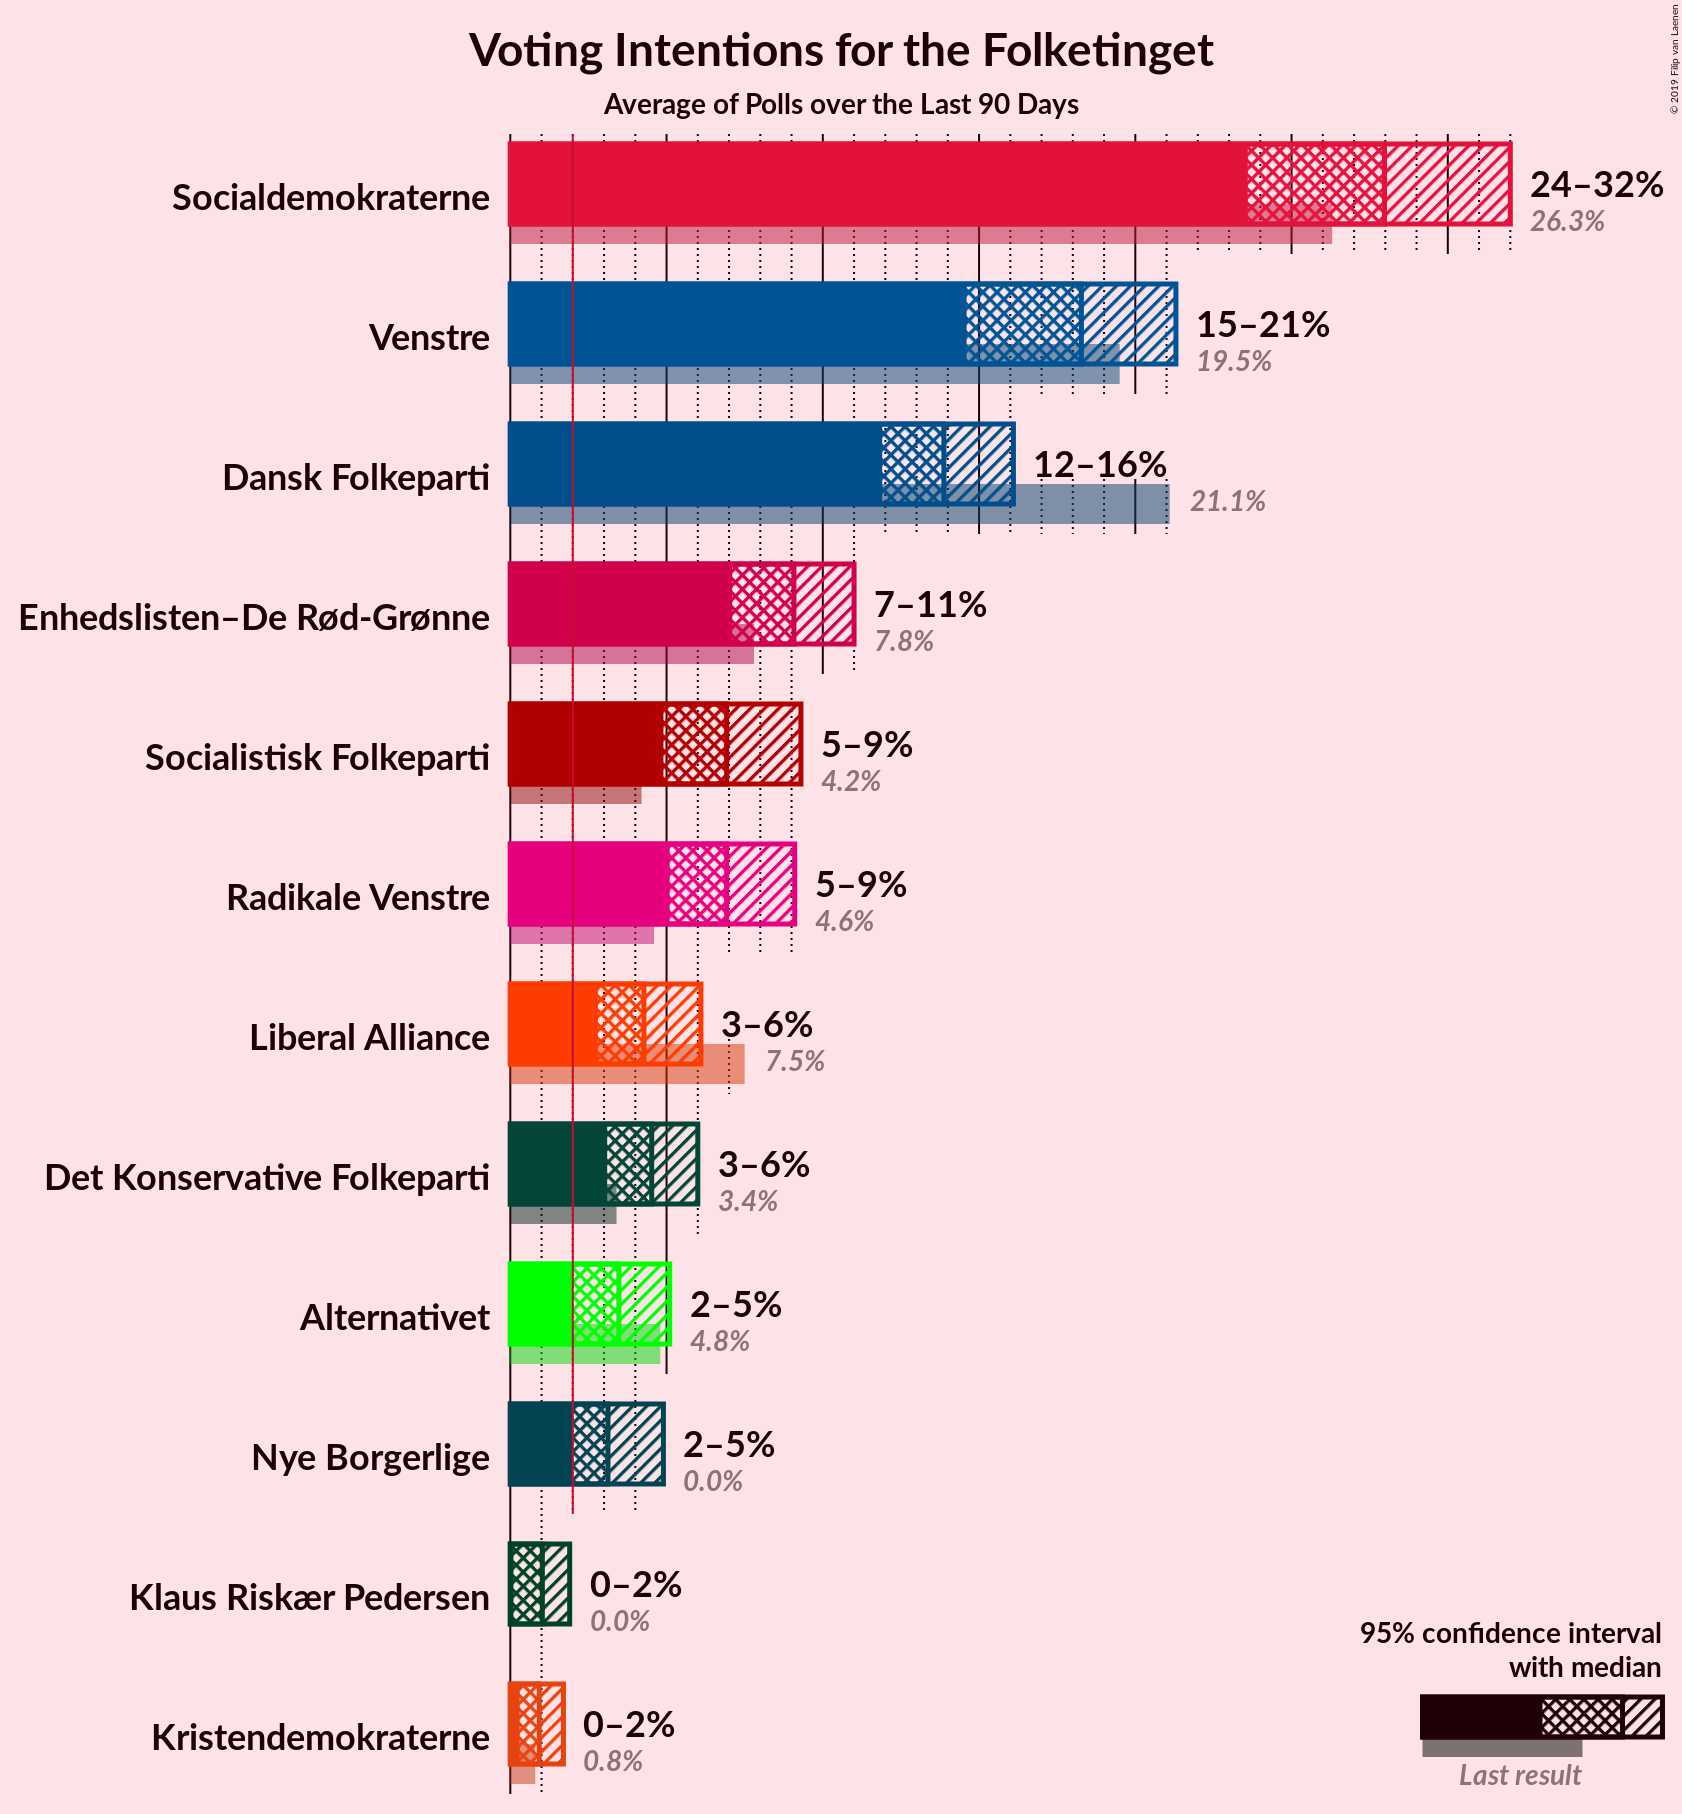 © 2019 Filip van Laenen
Voting Intentions for the Folketinget
Average of Polls over the Last 90 Days
Socialdemokraterne
24–32%
26.3%
Venstre
15–21%
19.5%
Dansk Folkeparti
12–16%
21.1%
Enhedslisten–De Rød-Grønne
7–11%
7.8%
Socialistisk Folkeparti
5–9%
4.2%
Radikale Venstre
5–9%
4.6%
Liberal Alliance
3–6%
7.5%
Det Konservative Folkeparti
3–6%
3.4%
Alternativet
2–5%
4.8%
Nye Borgerlige
2–5%
0.0%
Klaus Riskær Pedersen
0–2%
0.0%
Kristendemokraterne
0–2%
0.8%
95% confidence interval
with median
Last result